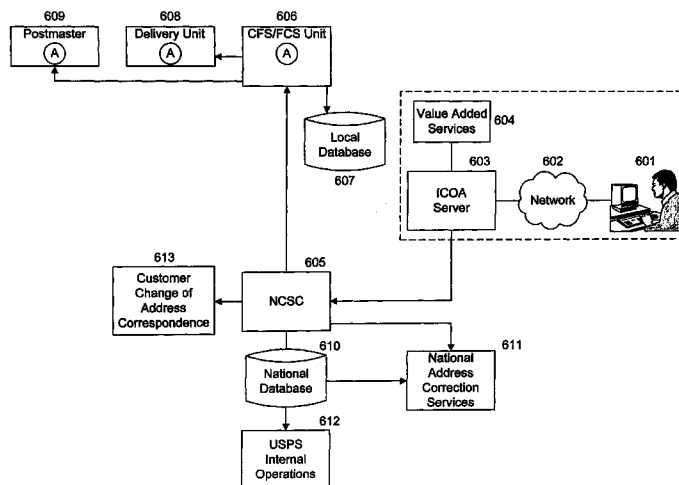 609
608
606
Postmaster
A
Delivery Unit
A
CFS/FCS Unit
A
Local
Database
607
Value Added
Services
604
603
ICOA
Server
602
Network
601
613
Customer
Change of
Address
Correspondence
605
NCSC
610
National
Database
611
National
Address
Correction
Services
612
USPS
Internal
Operations